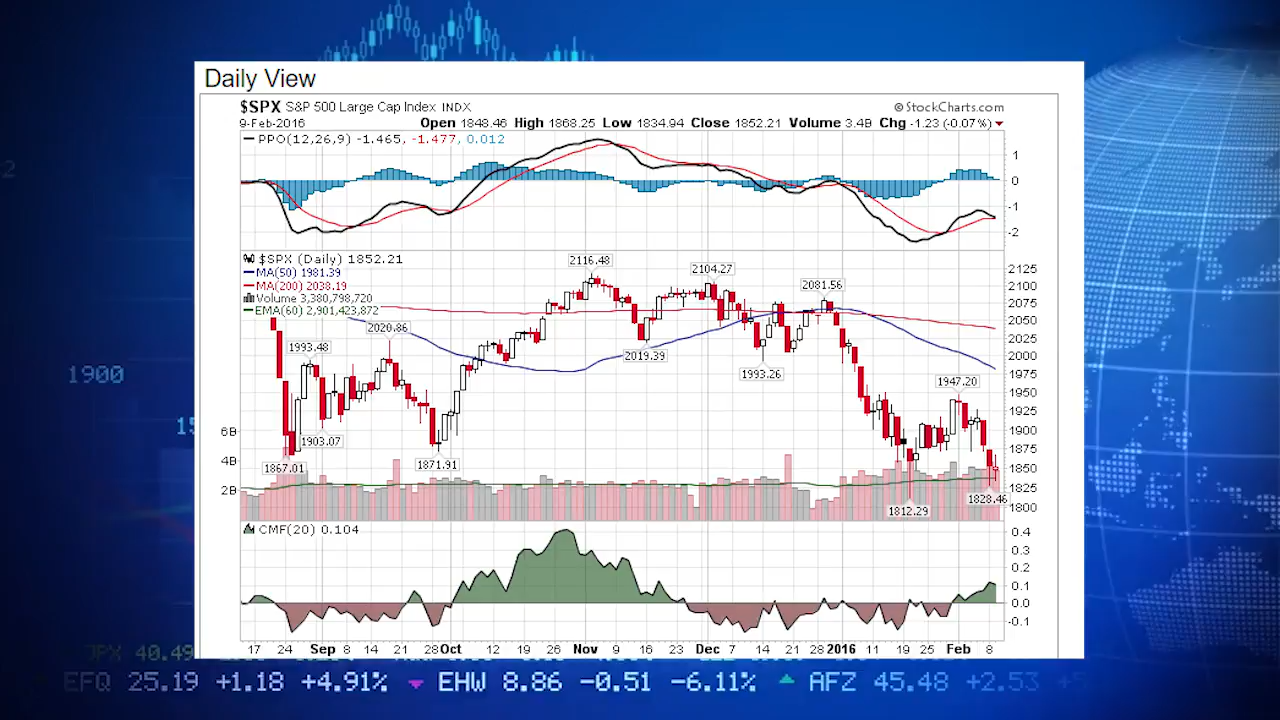 Daily View
$SPX S&P 500 Large Cap Index INDX
© StockCharts.com
9-Feb-2016
Open 1848.46 High 1868.25 Low 1834.94 Close 1852.21 Volume 3.4B Chg -1.23 (-0.07%)
PPO(12,26,9) -1.465, -1.477, 0.012
1
0
-1
-2
$SPX (Daily) 1852.21
MA(50) 1981.39
MA(200) 2038.19
Volume 3,380,798,720
EMA(60) 2,901,423,872
2116.48
2104.27
2081.56
2020.86
1993.48
2019.39
1993.26
1947.20
1903.07
1871.91
1867.01
1828.46
1812.29
2125
2100
2075
2050
2025
2000
1975
1950
1925
1900
1875
1850
1825
1800
6B
4B
2B
CMF(20) 0.104
0.4
0.3
0.2
0.1
0.0
-0.1
17 24 Sep 8 14 21 28 Oct 12 19 26 Nov 9 16 23 Dec 7 14 21 28 2016 11 19 25 Feb 8
1900
JPX 40.49
EFQ 25.19 +1.18 +4.91% EHW 8.86 -0.51 -6.11% AFZ 45.48 +2.53